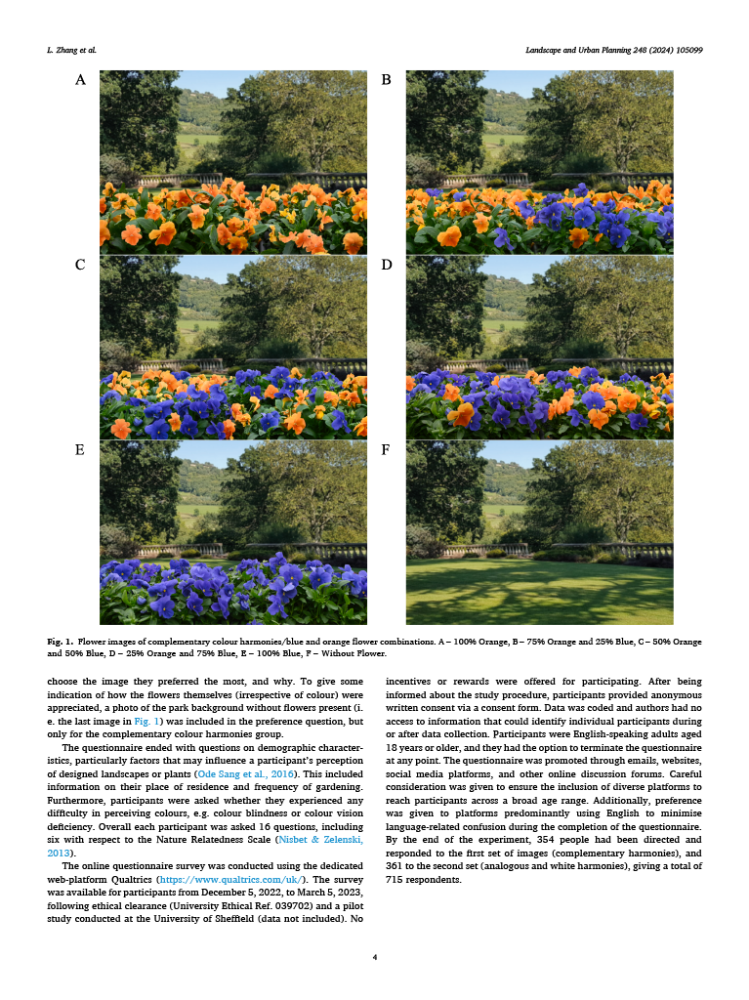 L. Zhang et al.
Landscape and Urban Planning 248 (2024) 105099
A
B
C
D
E
F
Fig. 1. Flower images of complementary colour harmonies/blue and orange flower combinations. A – 100% Orange, B – 75% Orange and 25% Blue, C – 50% Orange
and 50% Blue, D – 25% Orange and 75% Blue, E – 100% Blue, F – Without Flower.
choose the image they preferred the most, and why. To give some
indication of how the flowers themselves (irrespective of colour) were
appreciated, a photo of the park background without flowers present (i.
e. the last image in Fig. 1) was included in the preference question, but
only for the complementary colour harmonies group.
The questionnaire ended with questions on demographic character-
istics, particularly factors that may influence a participant's perception
of designed landscapes or plants (Ode Sang et al., 2016). This included
information on their place of residence and frequency of gardening.
Furthermore, participants were asked whether they experienced any
difficulty in perceiving colours, e.g. colour blindness or colour vision
deficiency. Overall each participant was asked 16 questions, including
six with respect to the Nature Relatedness Scale (Nisbet & Zelenski,
2013).
The online questionnaire survey was conducted using the dedicated
web-platform Qualtrics (https://www.qualtrics.com/uk/). The survey
was available for participants from December 5, 2022, to March 5, 2023,
following ethical clearance (University Ethical Ref. 039702) and a pilot
study conducted at the University of Sheffield (data not included). No
incentives or rewards were offered for participating. After being
informed about the study procedure, participants provided anonymous
written consent via a consent form. Data was coded and authors had no
access to information that could identify individual participants during
or after data collection. Participants were English-speaking adults aged
18 years or older, and they had the option to terminate the questionnaire
at any point. The questionnaire was promoted through emails, websites,
social media platforms, and other online discussion forums. Careful
consideration was given to ensure the inclusion of diverse platforms to
reach participants across a broad age range. Additionally, preference
was given to platforms predominantly using English to minimise
language-related confusion during the completion of the questionnaire.
By the end of the experiment, 354 people had been directed and
responded to the first set of images (complementary harmonies), and
361 to the second set (analogous and white harmonies), giving a total of
715 respondents.
4